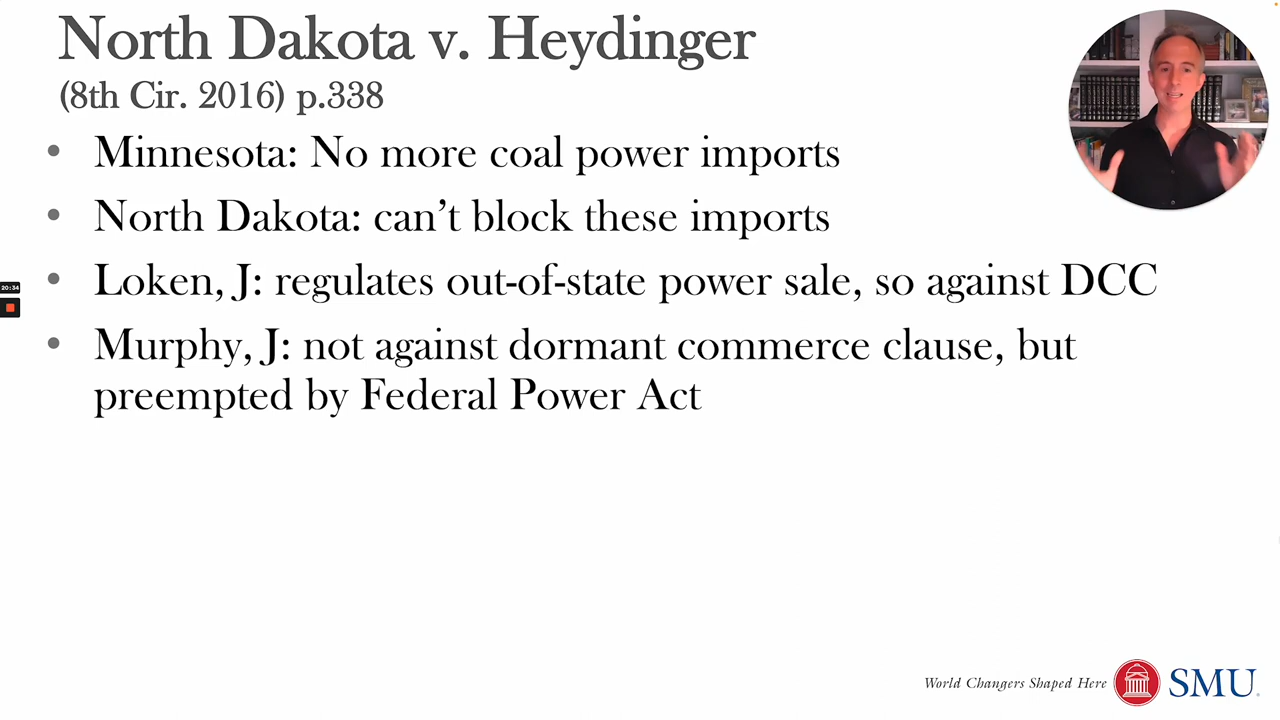 North Dakota v. Heydinger
(8th Cir. 2016) p.338
• Minnesota: No more coal power imports
• North Dakota: can’t block these imports
20:34
• Loken, J: regulates out-of-state power sale, so against DCC
• Murphy, J: not against dormant commerce clause, but
preempted by Federal Power Act
World Changers Shaped Here
SMU